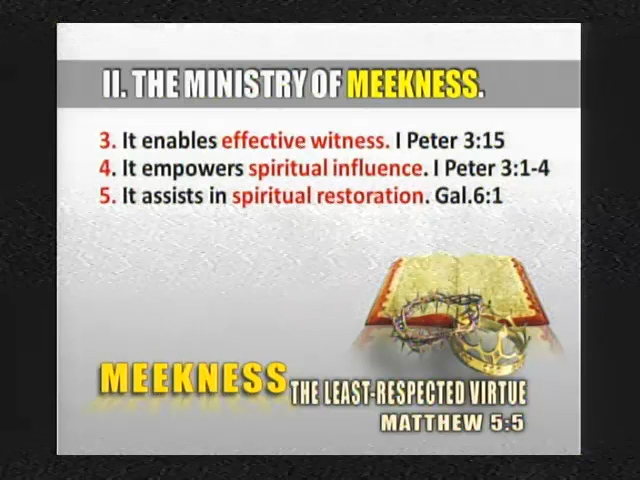 II. THE MINISTRY OF MEEKNESS.
3. It enables effective witness. I Peter 3:15
4. It empowers spiritual influence. I Peter 3:1-4
5. It assists in spiritual restoration. Gal.6:1
MEEKNESS THE LEAST-RESPECTED VIRTUE
MATTHEW 5:5